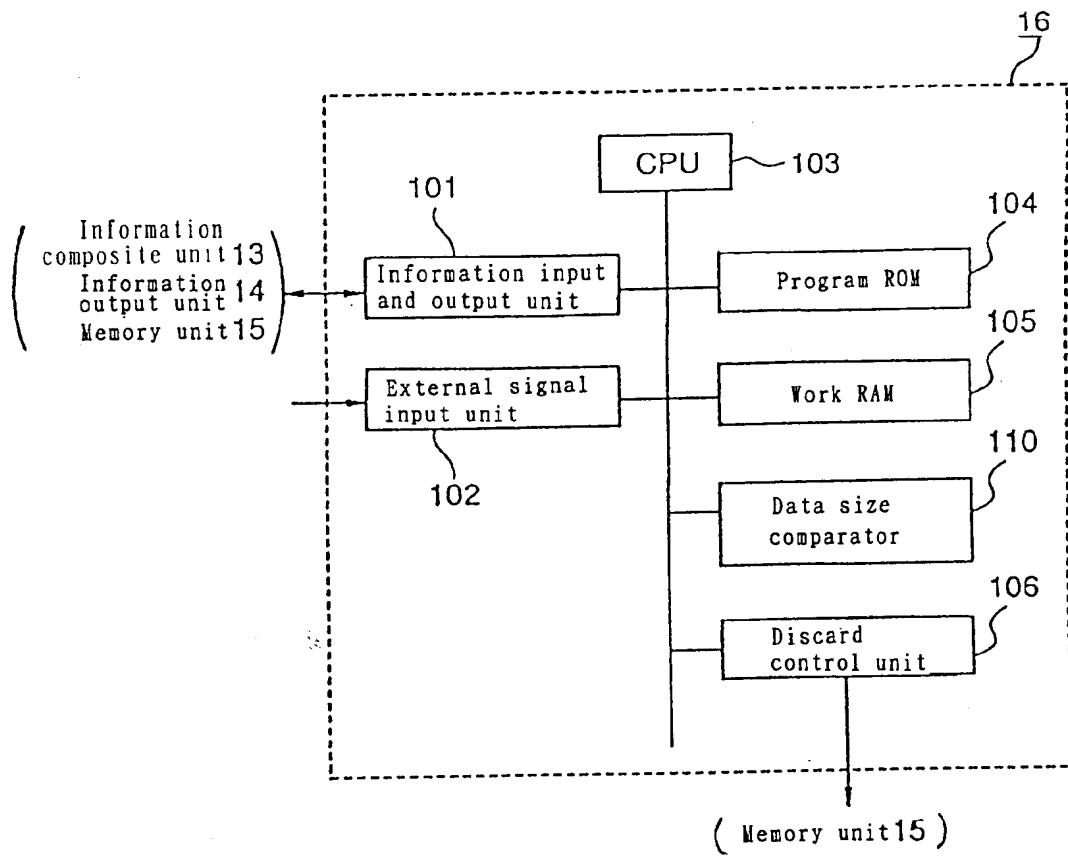 16
CPU
103
101
104
Information
composite unit 13
Information
output unit 14
Memory unit 15
Information input
and output unit
Program ROM
105
External signal
input unit
Work RAM
102
110
Data size
comparator
106
Discard
control unit
(Memory unit 15)